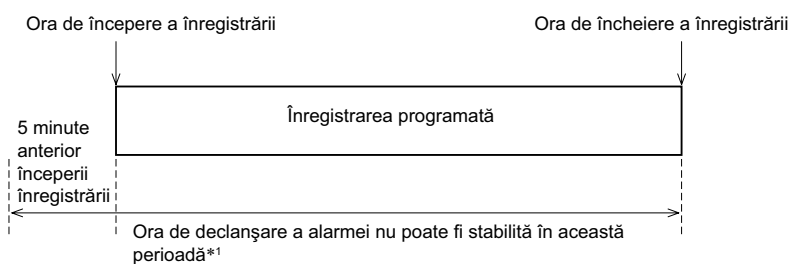 Ora de începere a înregistrării
Ora de încheiere a înregistrării
Înregistrarea programată
5 minute
anterior
începerii
înregistrării
Ora de declanşare a alarmei nu poate fi stabilită în această
perioadă*1